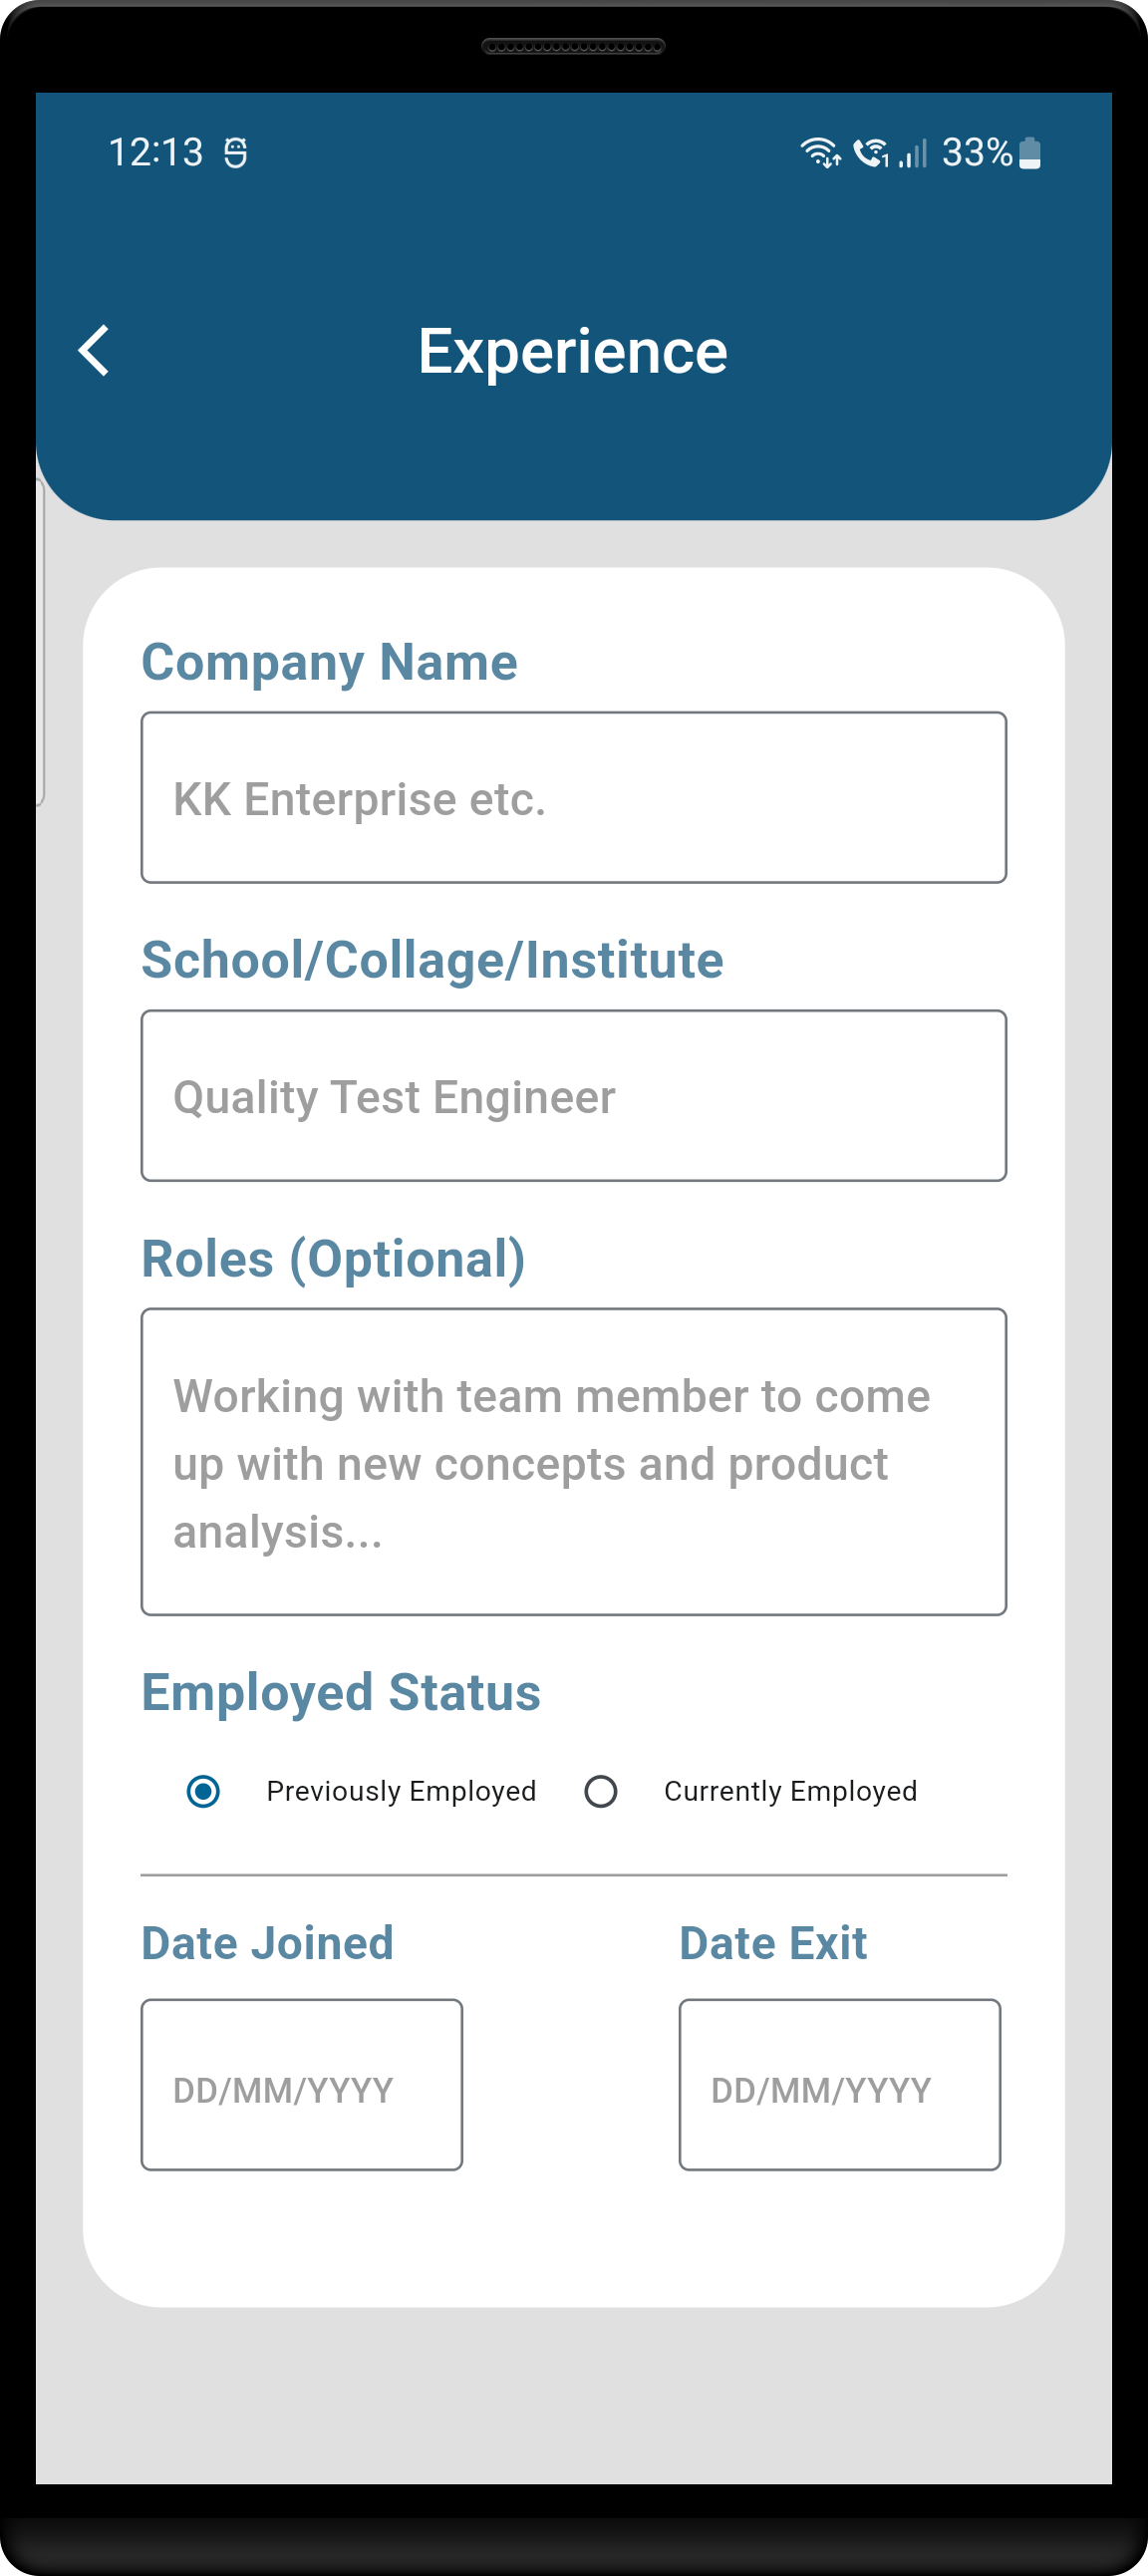 12:13 33%
Experience
Company Name
KK Enterprise etc.
School/Collage/Institute
Quality Test Engineer
Roles (Optional)
Working with team member to come
up with new concepts and product
analysis...
Employed Status
Previously Employed Currently Employed
Date Joined Date Exit
DD/MM/YYYY DD/MM/YYYY